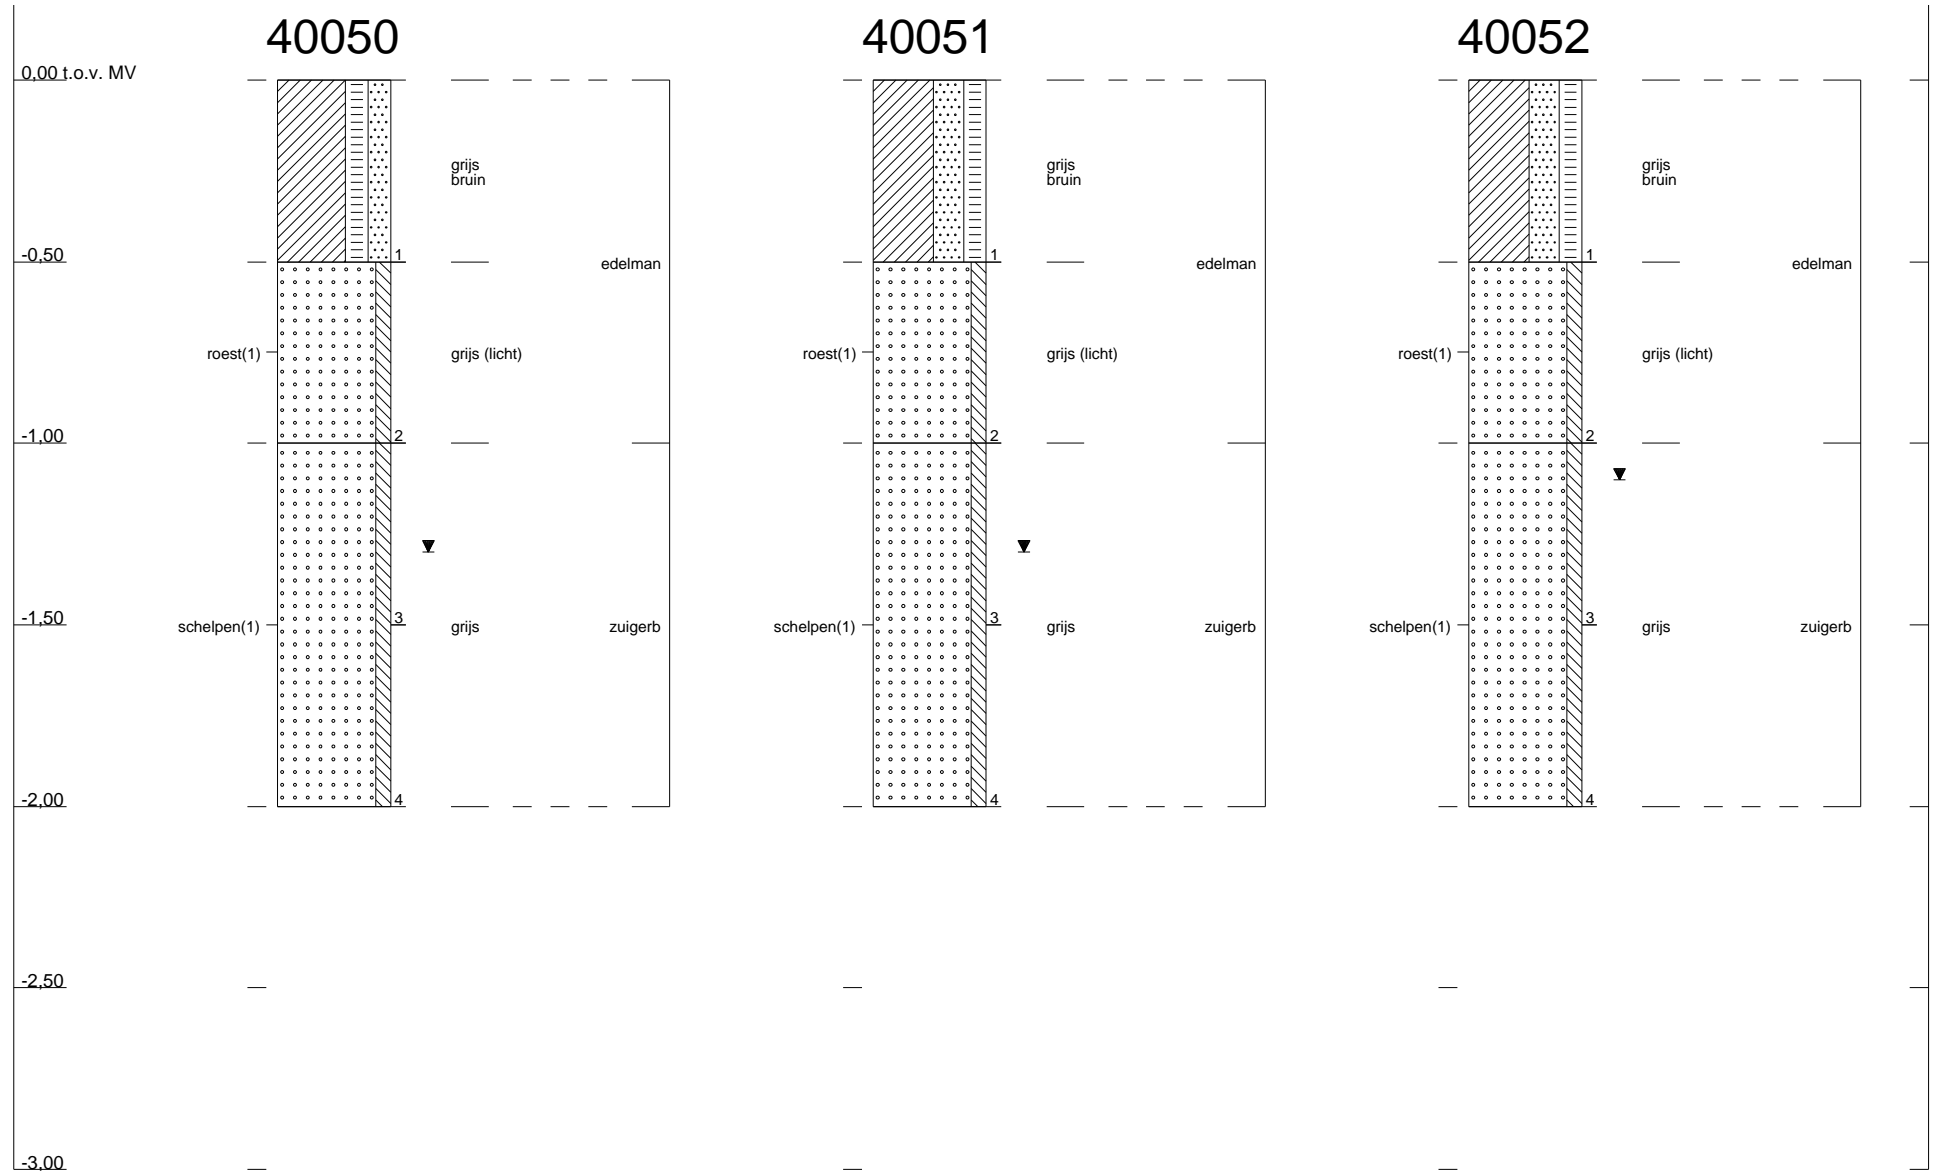 40050 40051 40052
0,00 t.o.v. MV
grijs grijs grijs
bruin bruin bruin
-0,50 1 1 1
edelman edelman edelman
roest(1) grijs (licht) roest(1) grijs (licht) roest(1) grijs (licht)
-1,00 2 2 2
-1,50 3 3 3
schelpen(1) grijs zuigerb schelpen(1) grijs zuigerb schelpen(1) grijs zuigerb
-2,00 4 4 4
-2,50
-3,00